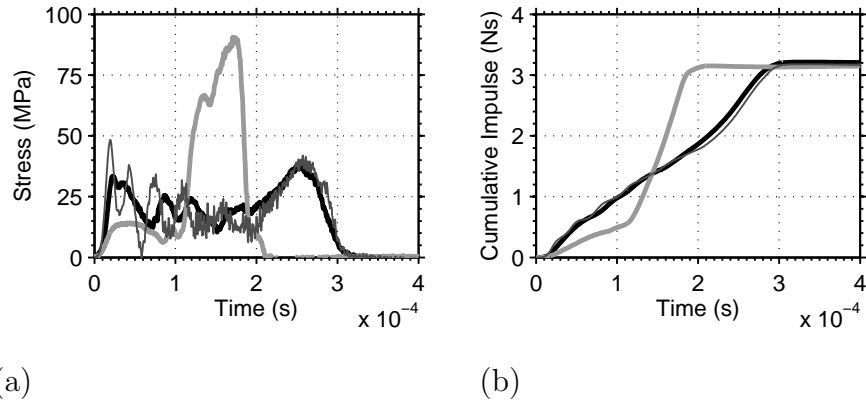 100
75
50
25
0
Stress (MPa)
0 1 2 3 4
Time (s)
x 10⁻⁴
4
3
2
1
0
Cumulative Impulse (Ns)
0 1 2 3 4
Time (s)
x 10⁻⁴
(a)
(b)